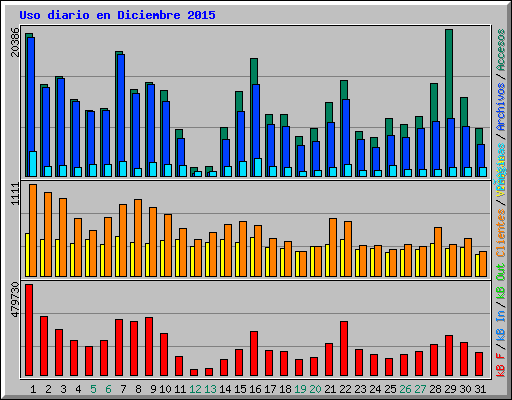 Uso diario en Diciembre 2015
20386
1111
479730
kB F / kB In / kB Out Clientes / / Archivos / Accesos
1 2 3 4 5 6 7 8 9 10 11 12 13 14 15 16 17 18 19 20 21 22 23 24 25 26 27 28 29 30 31